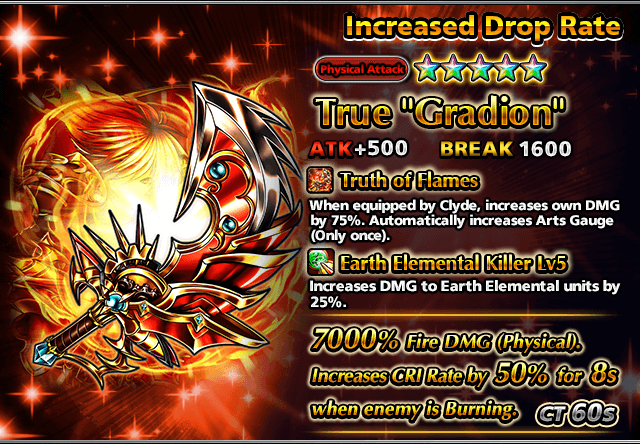 Increased Drop Rate
Physical Attack
True "Gradion"
ATK+500 BREAK 1600
Truth of Flames
When equipped by Clyde, increases own DMG
by 75%. Automatically increases Arts Gauge
(Only once).
Earth Elemental Killer Lv5
Increases DMG to Earth Elemental units by
25%.
7000% Fire DMG (Physical).
Increases CRI Rate by 50% for 8s
when enemy is Burning. CT 60s